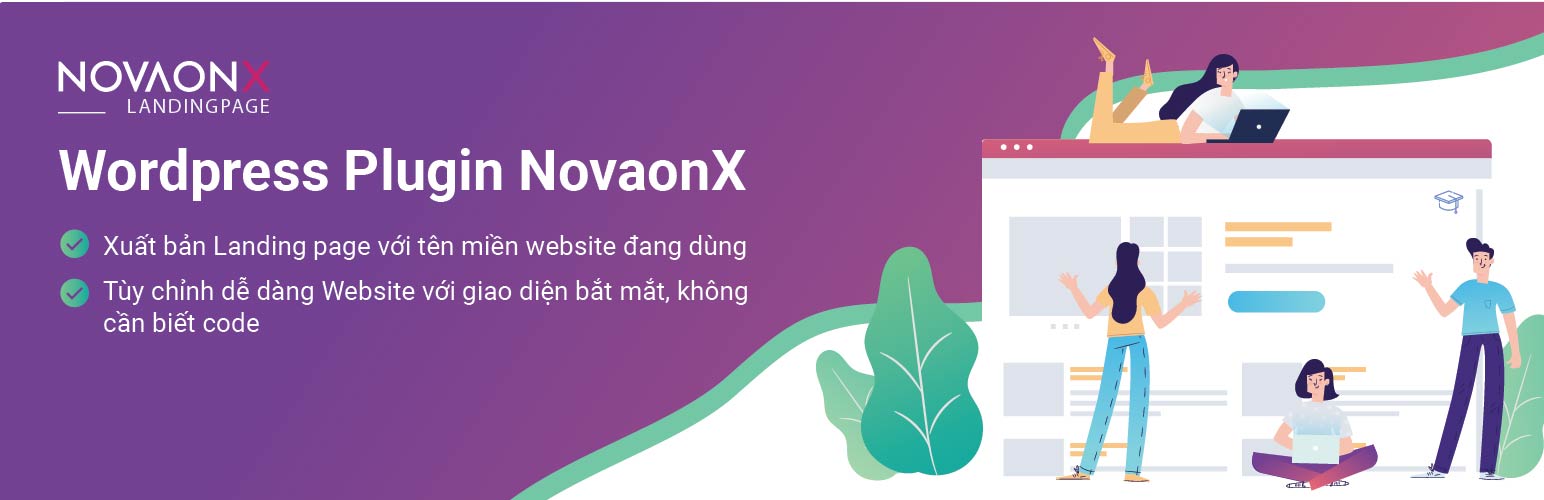 NOVAONX
LANDINGPAGE
Wordpress Plugin NovaonX
Xuất bản Landing page với tên miền website đang dùng
Tùy chỉnh dễ dàng Website với giao diện bắt mắt, không
cần biết code